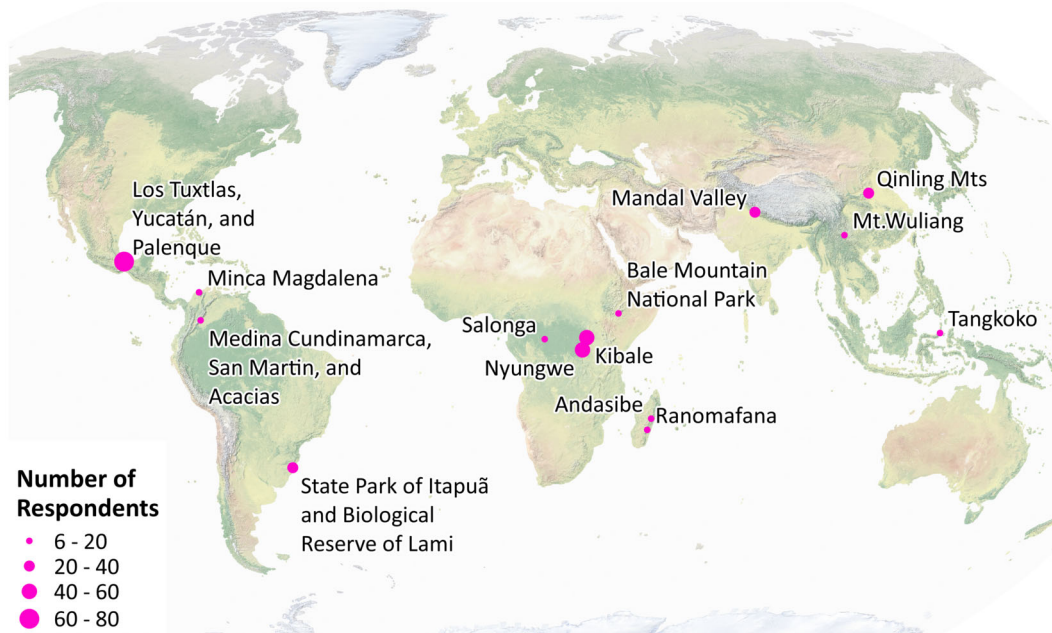 Los Tuxtlas,
Yucatán, and
Palenque
Minca Magdalena
Medina Cundinamarca,
San Martin, and
Acacias
State Park of Itapuã
and Biological
Reserve of Lami
Mandal Valley
Qinling Mts
Mt.Wuliang
Bale Mountain
National Park
Salonga
Nyungwe
Kibale
Tangkoko
Andasibe
Ranomafana
Number of
Respondents
6 - 20
20 - 40
40 - 60
60 - 80